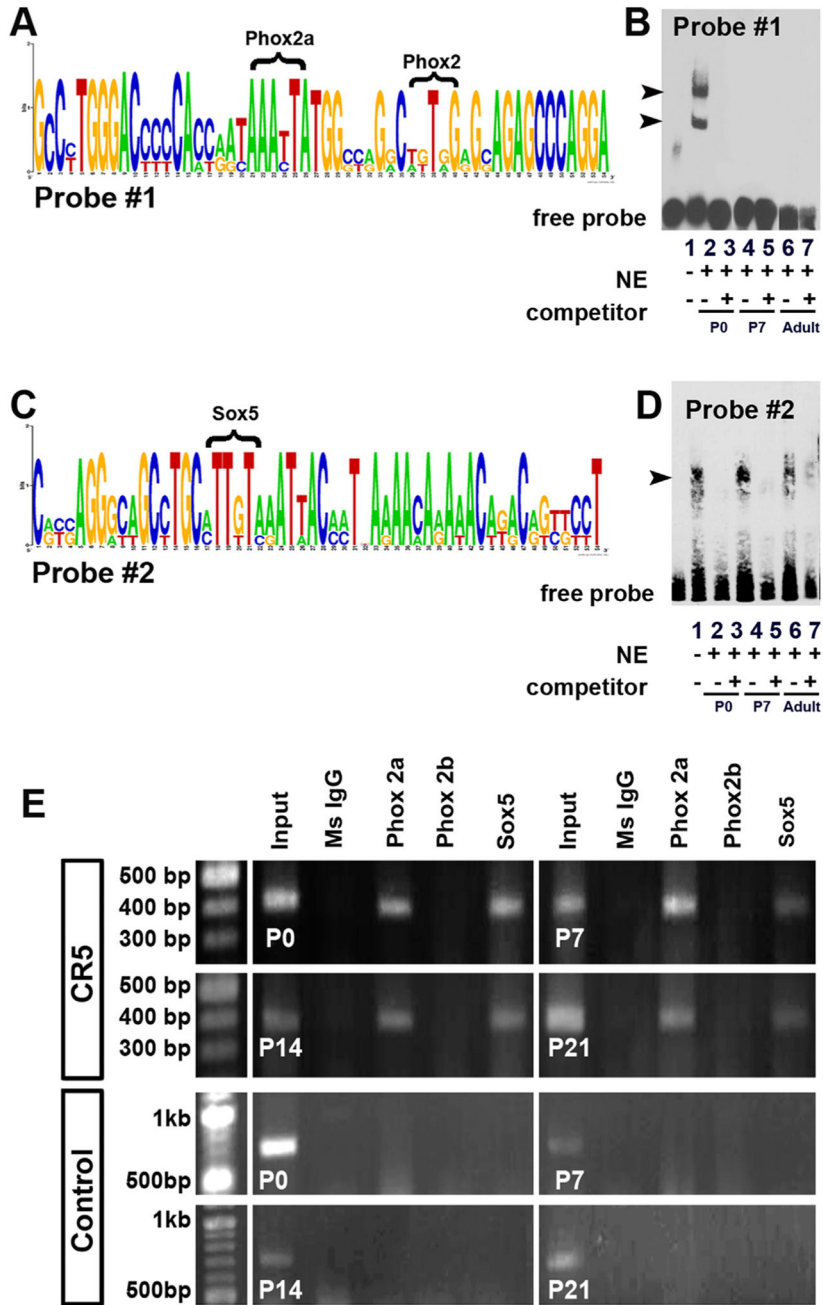 A
Phox2a
Phox2
Probe #1
B
Probe #1
free probe
1 2 3 4 5 6 7
NE
- + + + + + +
competitor
- - + - + - +
P0 P7 Adult
C
Sox5
Probe #2
D
Probe #2
free probe
1 2 3 4 5 6 7
NE
- + + + + + +
competitor
- - + - + - +
P0 P7 Adult
E
Input Ms IgG Phox 2a Phox 2b Sox5 Input Ms IgG Phox 2a Phox2b Sox5
CR5
500 bp
400 bp
300 bp
P0 P7
500 bp
400 bp
300 bp
P14 P21
Control
1kb
500bp
P0 P7
1kb
500bp
P14 P21